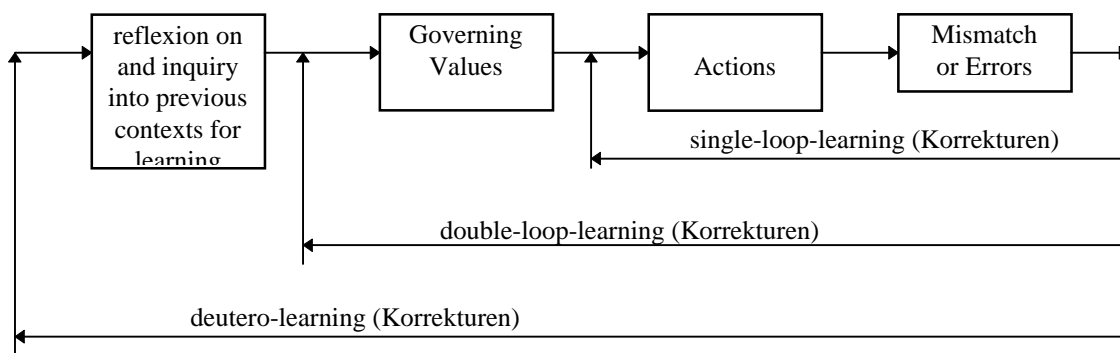 reflexion on
and inquiry
into previous
contexts for
learning
Governing
Values
Actions
Mismatch
or Errors
single-loop-learning (Korrekturen)
double-loop-learning (Korrekturen)
deutero-learning (Korrekturen)